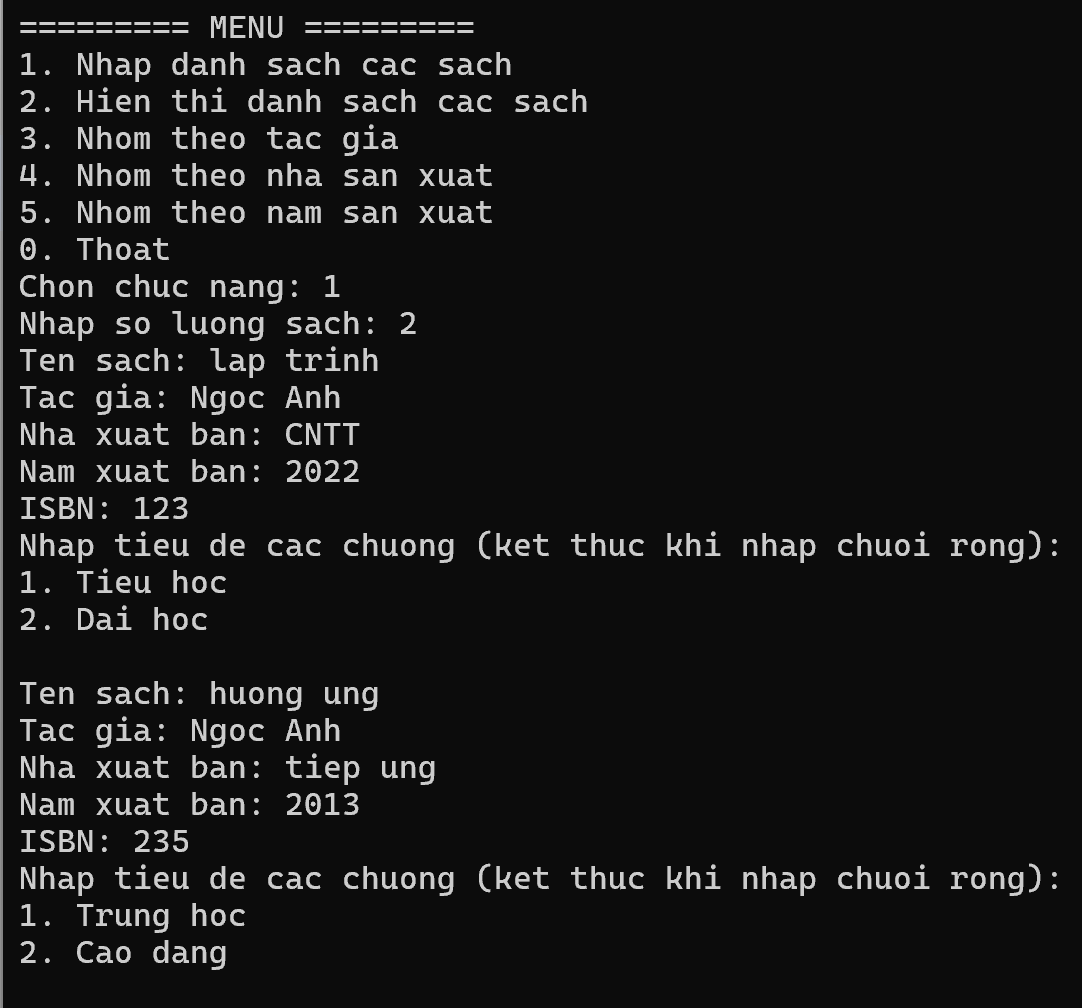 ========= MENU =========
1. Nhap danh sach cac sach
2. Hien thi danh sach cac sach
3. Nhom theo tac gia
4. Nhom theo nha san xuat
5. Nhom theo nam san xuat
0. Thoat
Chon chuc nang: 1
Nhap so luong sach: 2
Ten sach: lap trinh
Tac gia: Ngoc Anh
Nha xuat ban: CNTT
Nam xuat ban: 2022
ISBN: 123
Nhap tieu de cac chuong (ket thuc khi nhap chuoi rong):
1. Tieu hoc
2. Dai hoc

Ten sach: huong ung
Tac gia: Ngoc Anh
Nha xuat ban: tiep ung
Nam xuat ban: 2013
ISBN: 235
Nhap tieu de cac chuong (ket thuc khi nhap chuoi rong):
1. Trung hoc
2. Cao dang